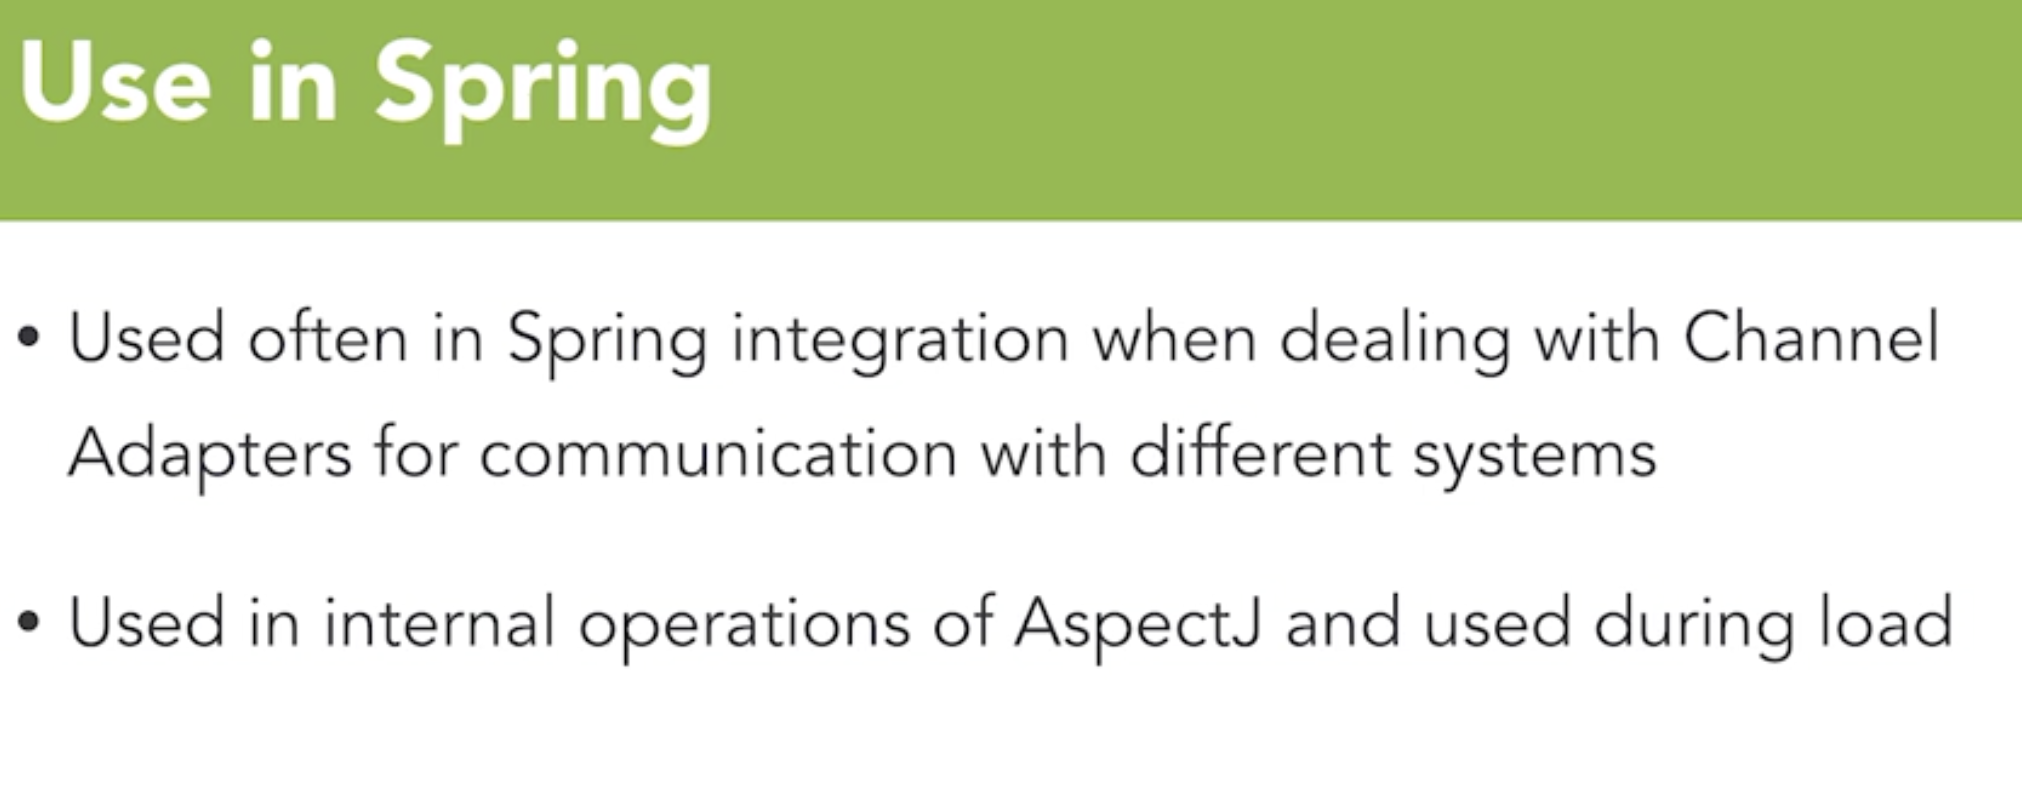 Use in Spring
• Used often in Spring integration when dealing with Channel
Adapters for communication with different systems
• Used in internal operations of AspectJ and used during load